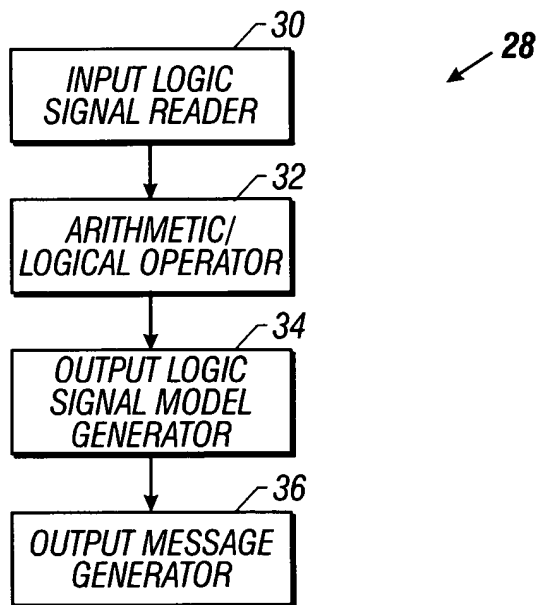 30
28
INPUT LOGIC
SIGNAL READER
32
ARITHMETIC/
LOGICAL OPERATOR
34
OUTPUT LOGIC
SIGNAL MODEL
GENERATOR
36
OUTPUT MESSAGE
GENERATOR